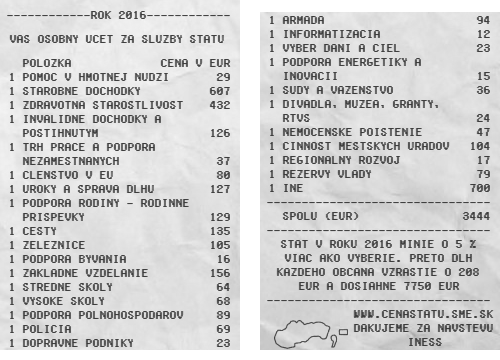 ROK 2016
VAS OSOBNY UCET ZA SLUZBY STATU
POLOZKA CENA V EUR
1 POMOC V HMOTNEJ NUDZI 29
1 STAROBNE DOCHODKY 607
1 ZDRAVOTNA STAROSTLIVOST 432
1 INVALIDNE DOCHODKY A
POSTIHNUTYM 126
1 TRH PRACE A PODPORA
NEZAMESTNANYCH 37
1 CLENSTVO V EU 80
1 UROKY A SPRAVA DLHU 127
1 PODPORA RODINY - RODINNE
PRISPEVKY 129
1 CESTY 135
1 ZELEZNICE 105
1 PODPORA BYVANIA 16
1 ZAKLADNE VZDELANIE 156
1 STREDNE SKOLY 64
1 VYSOKE SKOLY 68
1 PODPORA POLNOHOSPODAROV 89
1 POLICIA 69
1 DOPRAVNE PODNIKY 23
1 ARMADA 94
1 INFORMATIZACIA 12
1 VYBER DANI A CIEL 23
1 PODPORA ENERGETIKY A
INOVACII 15
1 SUDY A VAZENSTVO 36
1 DIVADLA, MUZEA, GRANTY,
RTVS 24
1 NEMOCENSKE POISTENIE 47
1 CINNOST MESTSKYCH URADOV 104
1 REGIONALNY ROZVOJ 17
1 REZERVY VLADY 79
1 INE 700
SPOLU (EUR) 3444
STAT V ROKU 2016 MINIE O 5 %
VIAC AKO VYBERIE. PRETO DLH
KAZDEHO OBCANA VZRASTIE O 208
EUR A DOSIAHNE 7750 EUR
WWW.CENASTATU.SME.SK
DAKUJEME ZA NAVSTEVU
INESS